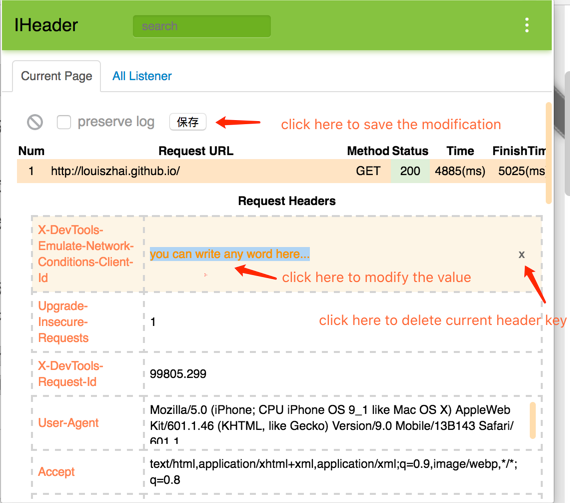 IHeader
search
Current Page
All Listener
preserve log
保存
click here to save the modification
Num Request URL Method Status Time FinishTim
1 http://louiszhai.github.io/ GET 200 4885(ms) 5025(ms
Request Headers
X-DevTools-
Emulate-Network-
Conditions-Client-
Id
you can write any word here...
x
click here to modify the value
click here to delete current header key
Upgrade-
Insecure-
Requests
1
X-DevTools-
Request-Id
99805.299
User-Agent
Mozilla/5.0 (iPhone; CPU iPhone OS 9_1 like Mac OS X) AppleWeb
Kit/601.1.46 (KHTML, like Gecko) Version/9.0 Mobile/13B143 Safari/
601.1
Accept
text/html,application/xhtml+xml,application/xml;q=0.9,image/webp,*/*;
q=0.8